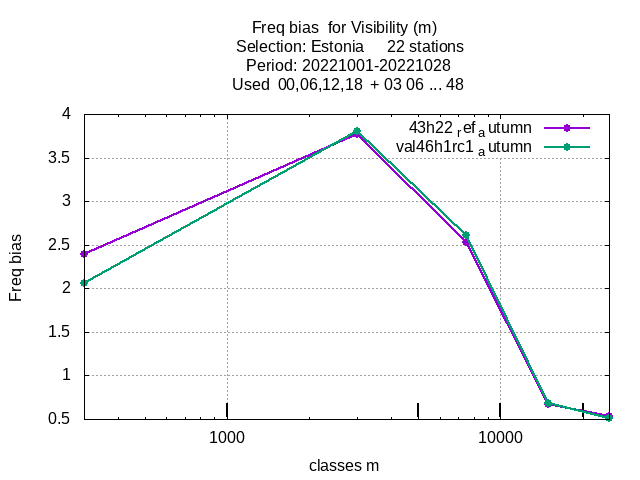 Freq bias for Visibility (m)
Selection: Estonia 22 stations
Period: 20221001-20221028
Used 00,06,12,18 + 03 06 ... 48
43h22 ref a utumn
val46h1rc1 a utumn
4
3.5
3
2.5
2
1.5
1
0.5
Freq bias
1000 10000
classes m